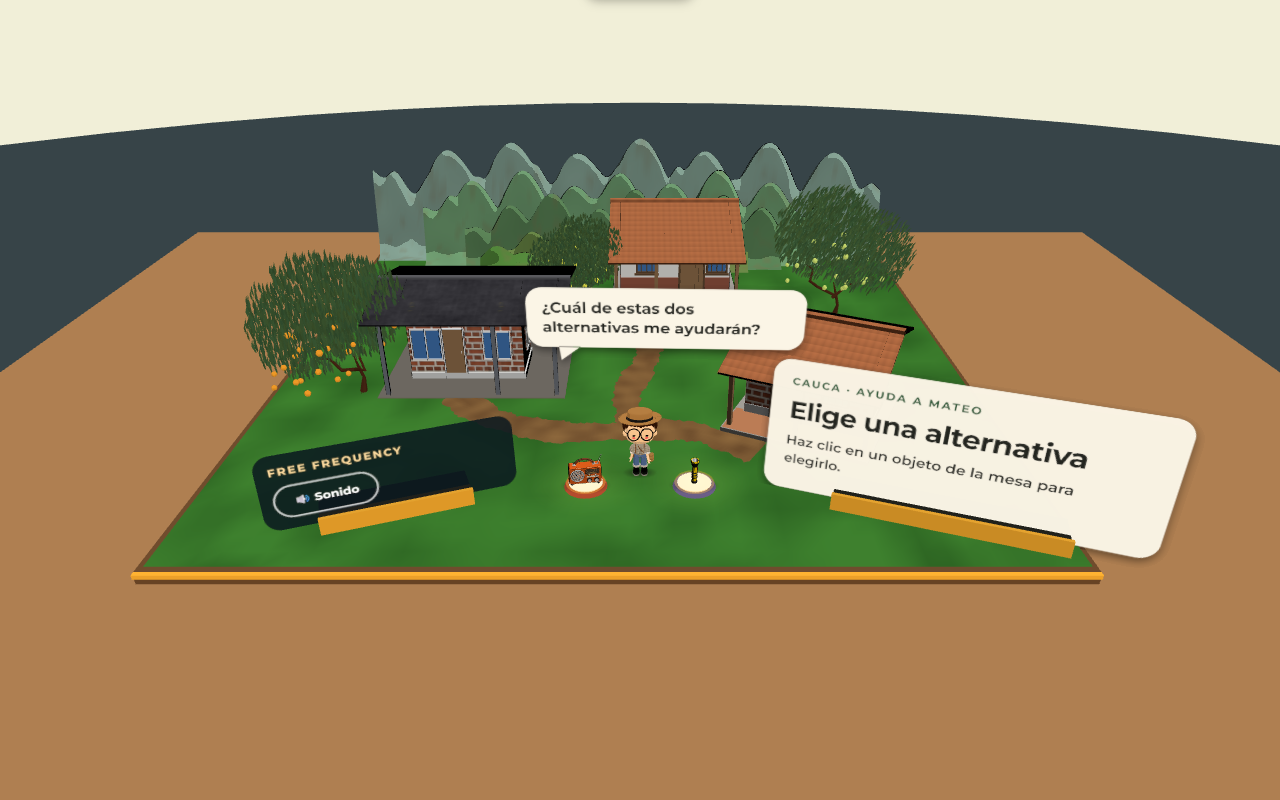 ¿Cuál de estas dos
alternativas me ayudarán?
CAUCA · AYUDA A MATEO
Elige una alternativa
Haz clic en un objeto de la mesa para
elegirlo.
FREE FREQUENCY
Sonido